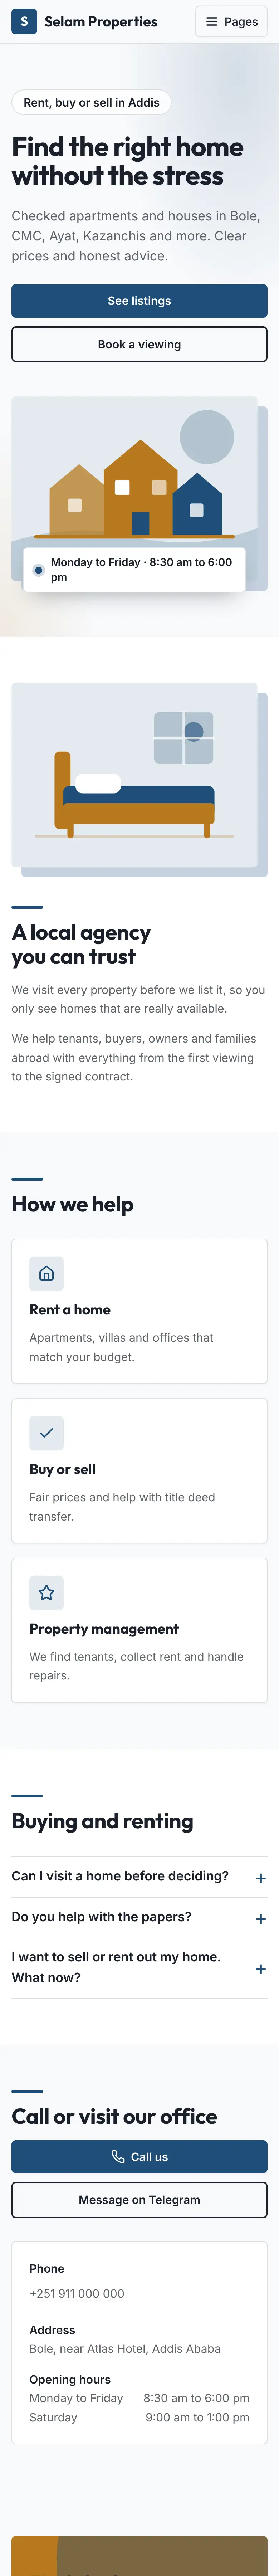 S Selam Properties
Pages
Rent, buy or sell in Addis
Find the right home
without the stress
Checked apartments and houses in Bole,
CMC, Ayat, Kazanchis and more. Clear
prices and honest advice.
See listings
Book a viewing
Monday to Friday · 8:30 am to 6:00
pm
A local agency
you can trust
We visit every property before we list it, so you
only see homes that are really available.
We help tenants, buyers, owners and families
abroad with everything from the first viewing
to the signed contract.
How we help
Rent a home
Apartments, villas and offices that
match your budget.
Buy or sell
Fair prices and help with title deed
transfer.
Property management
We find tenants, collect rent and handle
repairs.
Buying and renting
Can I visit a home before deciding?
Do you help with the papers?
I want to sell or rent out my home.
What now?
Call or visit our office
Call us
Message on Telegram
Phone
+251 911 000 000
Address
Bole, near Atlas Hotel, Addis Ababa
Opening hours
Monday to Friday 8:30 am to 6:00 pm
Saturday 9:00 am to 1:00 pm